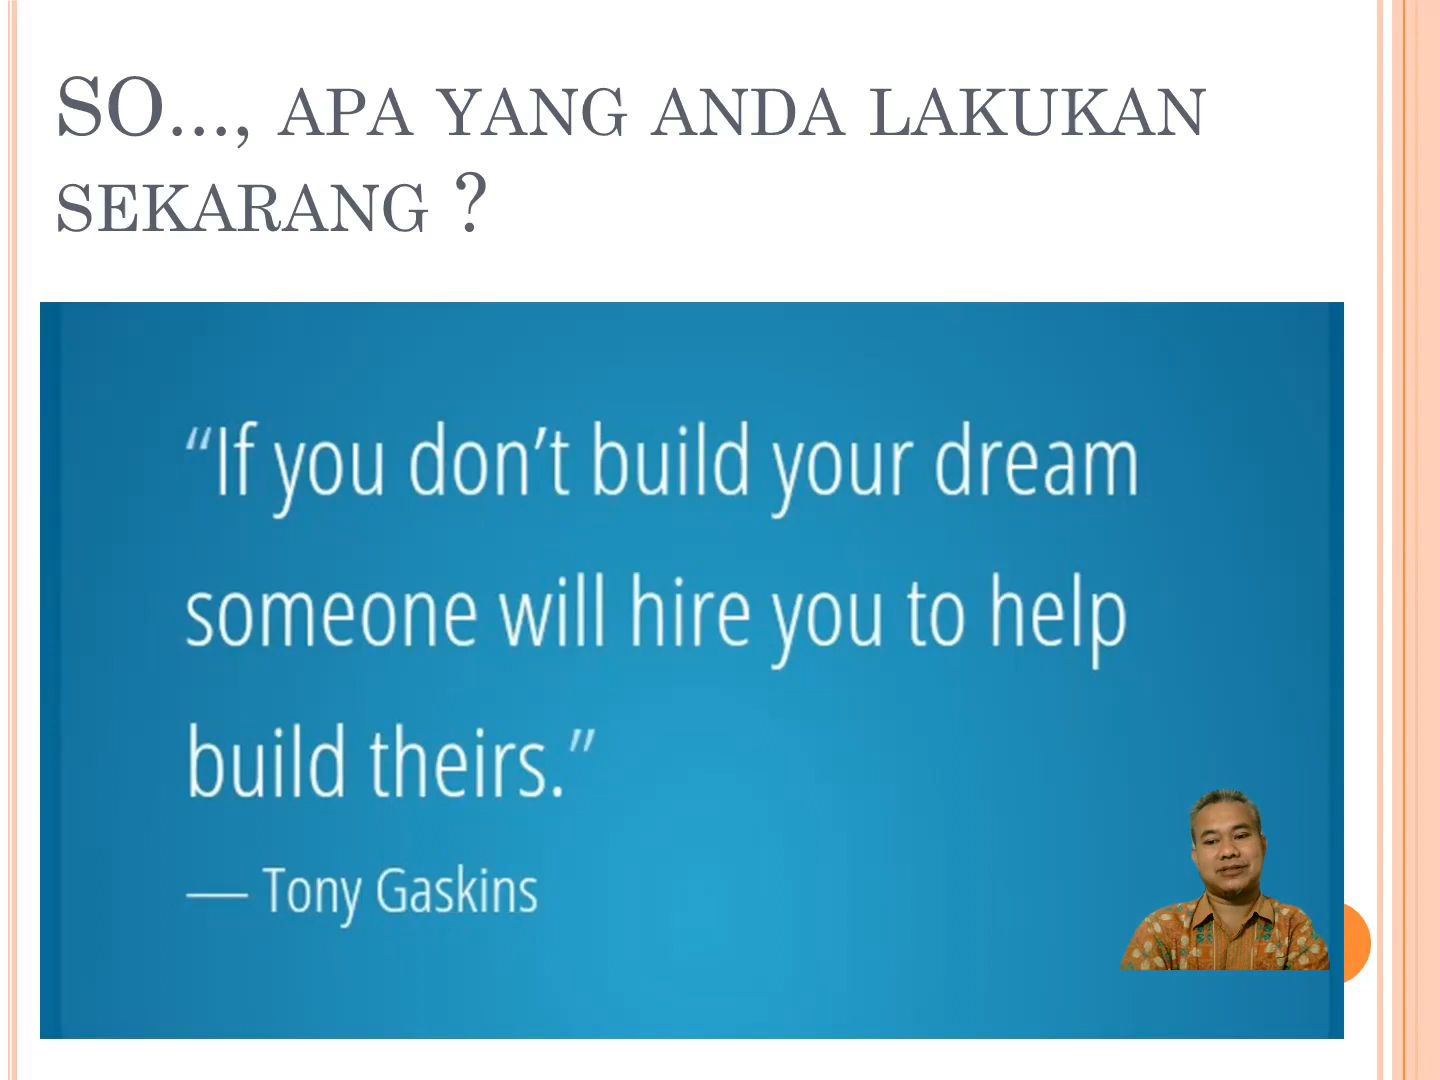 SO..., APA YANG ANDA LAKUKAN
SEKARANG ?
“If you don’t build your dream
someone will hire you to help
build theirs.”
— Tony Gaskins